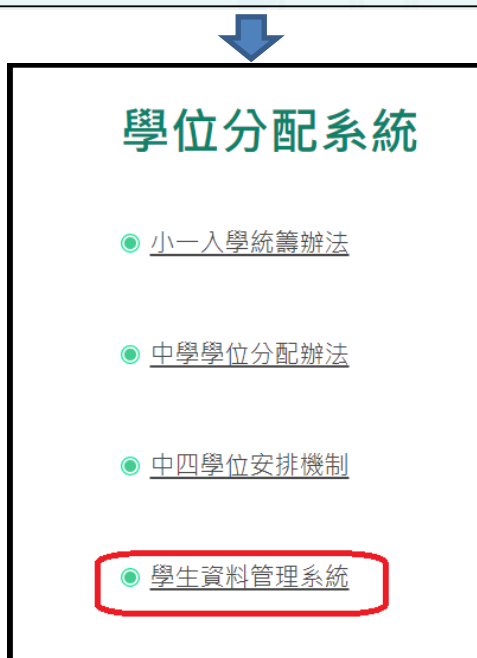 學位分配系統
小一入學統籌辦法
中學學位分配辦法
中四學位安排機制
學生資料管理系統